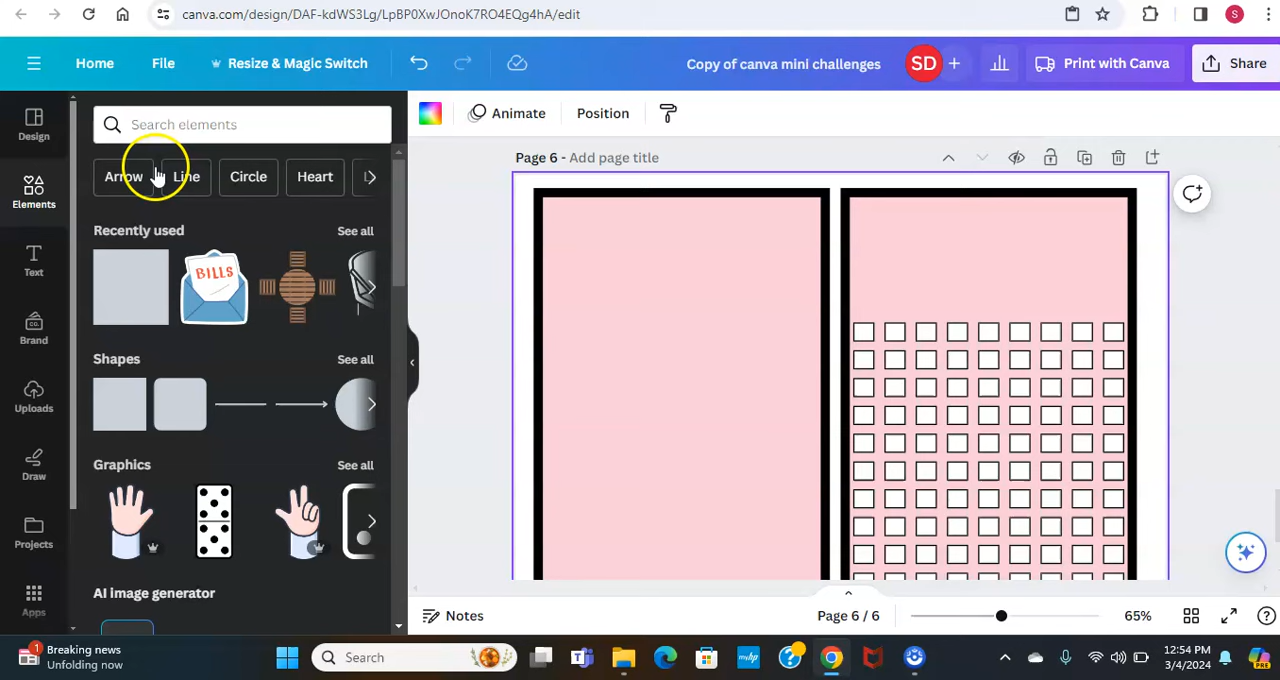 canva.com/design/DAF-kdWS3Lg/LpBP0XwJOnoK7RO4EQg4hA/edit
S
Home
File
Resize & Magic Switch
Copy of canva mini challenges
SD
Print with Canva
Share
Design
Elements
Text
Brand
Uploads
Draw
Projects
Apps
Search elements
Arrow
Line
Circle
Heart
Recently used
See all
BILLS
Shapes
See all
Graphics
See all
AI image generator
Animate
Position
Page 6 - Add page title
Notes
Page 6 / 6
65%
1
Breaking news
Unfolding now
Search
12:54 PM
3/4/2024